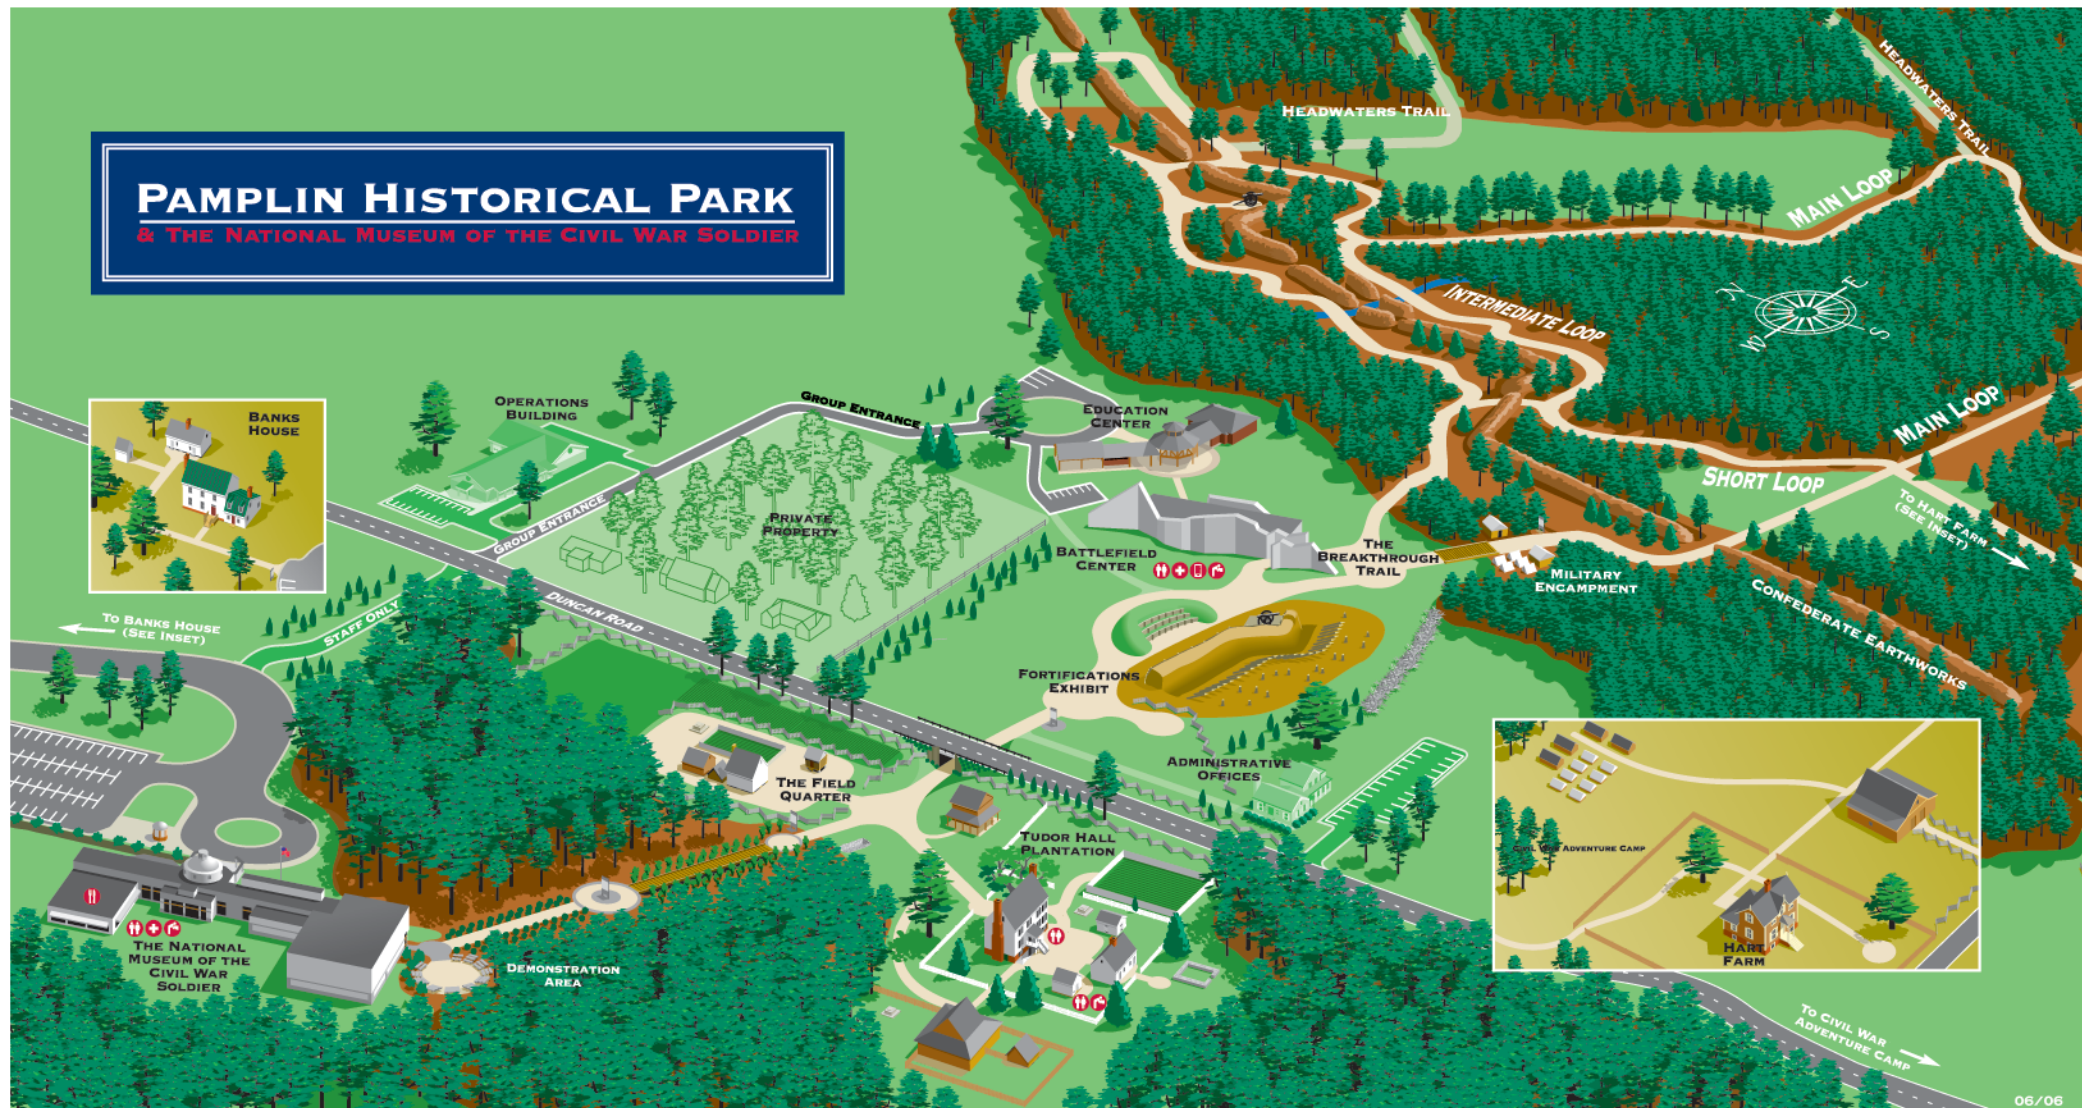 PAMPLIN HISTORICAL PARK
& THE NATIONAL MUSEUM OF THE CIVIL WAR SOLDIER
HEADWATERS TRAIL
HEADWATERS TRAIL
MAIN LOOP
INTERMEDIATE LOOP
N
E
W
S
MAIN LOOP
SHORT LOOP
TO HART FARM
(SEE INSET)
BANKS
HOUSE
OPERATIONS
BUILDING
GROUP ENTRANCE
EDUCATION
CENTER
GROUP ENTRANCE
PRIVATE
PROPERTY
BATTLEFIELD
CENTER
THE
BREAKTHROUGH
TRAIL
MILITARY
ENCAMPMENT
CONFEDERATE EARTHWORKS
TO BANKS HOUSE
(SEE INSET)
STAFF ONLY
DUNCAN ROAD
FORTIFICATIONS
EXHIBIT
ADMINISTRATIVE
OFFICES
THE FIELD
QUARTER
TUDOR HALL
PLANTATION
CIVIL WAR ADVENTURE CAMP
HART
FARM
THE NATIONAL
MUSEUM OF THE
CIVIL WAR
SOLDIER
DEMONSTRATION
AREA
TO CIVIL WAR
ADVENTURE CAMP
06/06